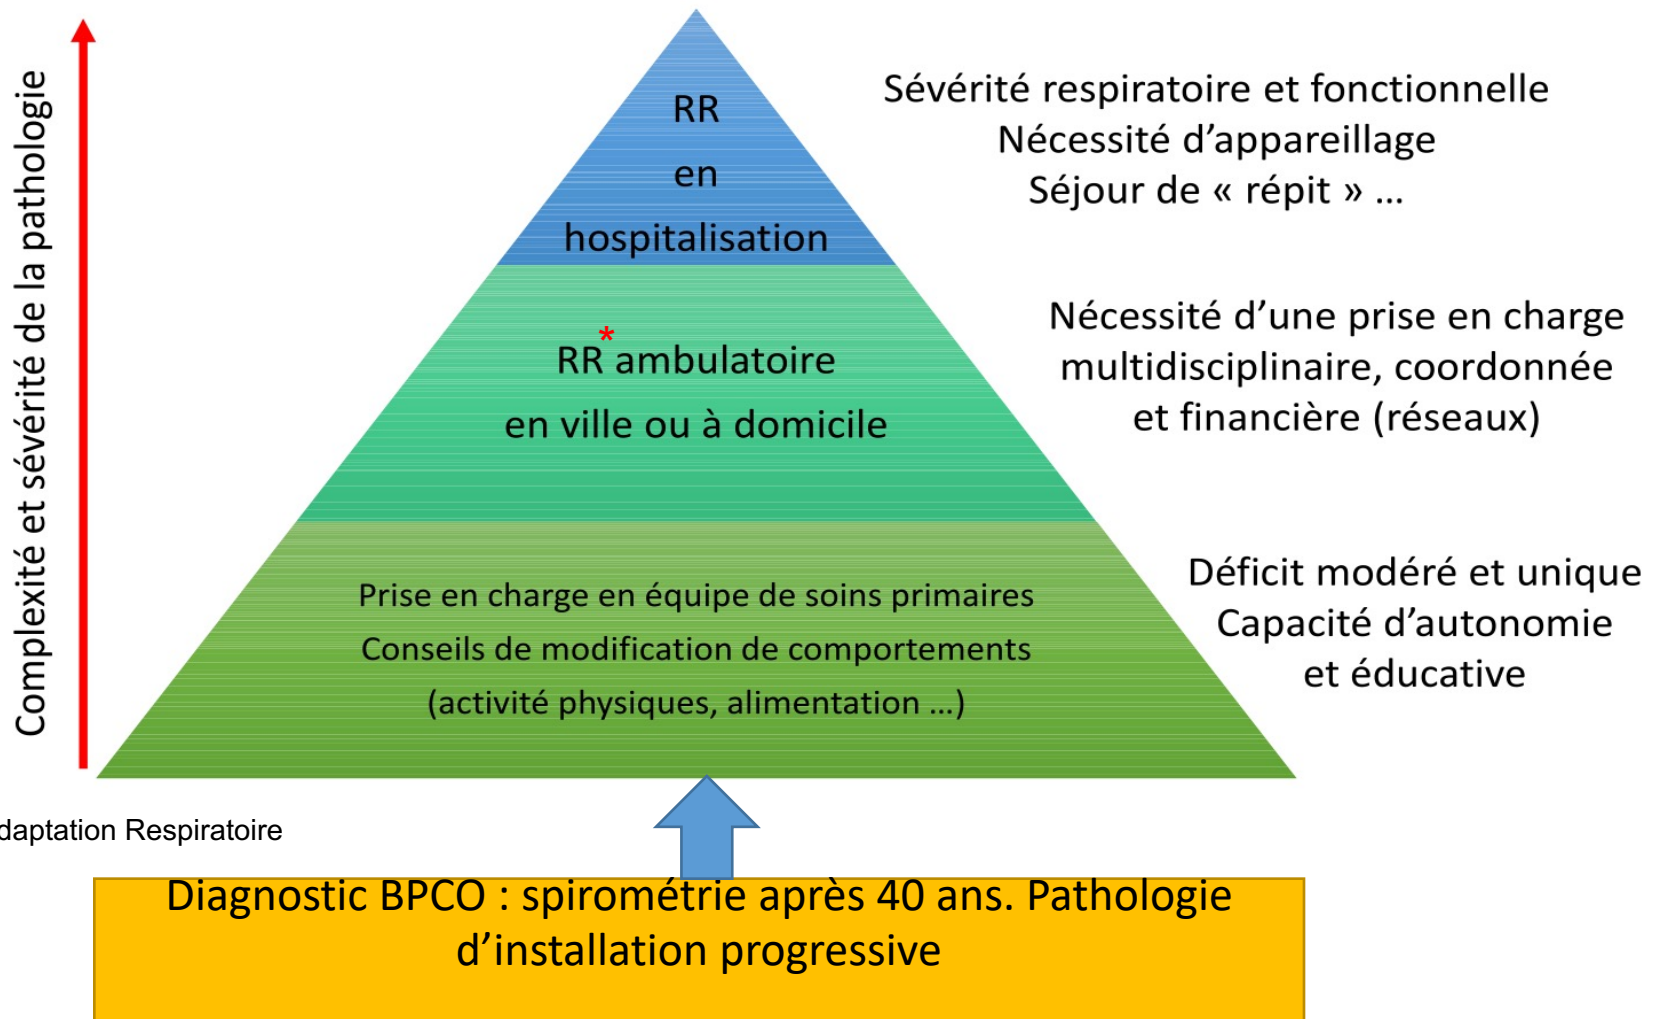 Complexité et sévérité de la pathologie
RR
en
hospitalisation
Sévérité respiratoire et fonctionnelle
Nécessité d’appareillage
Séjour de « répit » ...
RR* ambulatoire
en ville ou à domicile
Nécessité d’une prise en charge
multidisciplinaire, coordonnée
et financière (réseaux)
Prise en charge en équipe de soins primaires
Conseils de modification de comportements
(activité physiques, alimentation ...)
Déficit modéré et unique
Capacité d’autonomie
et éducative
daptation Respiratoire
Diagnostic BPCO : spirométrie après 40 ans. Pathologie
d’installation progressive